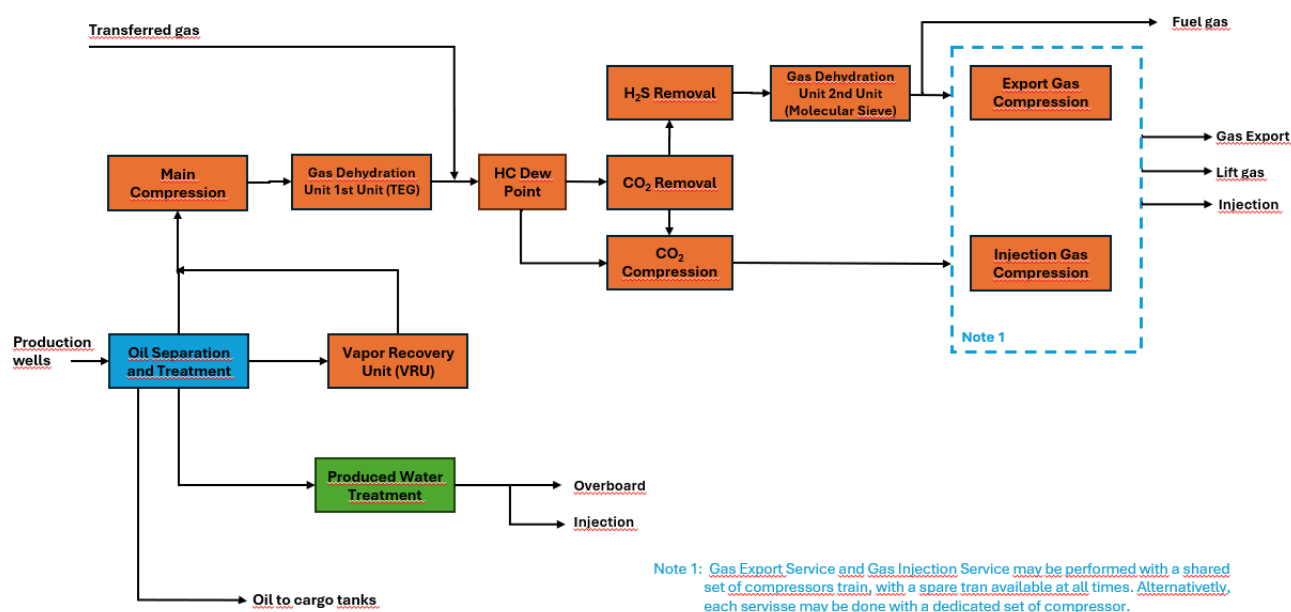 Transferred gas
Fuel gas
H₂S Removal
Gas Dehydration
Unit 2nd Unit
(Molecular Sieve)
Export Gas
Compression
Gas Export
Lift gas
Injection
Main
Compression
Gas Dehydration
Unit 1st Unit (TEG)
HC Dew
Point
CO₂ Removal
CO₂
Compression
Injection Gas
Compression
Note 1
Production
wells
Oil Separation
and Treatment
Vapor Recovery
Unit (VRU)
Produced Water
Treatment
Overboard
Injection
Oil to cargo tanks
Note 1: Gas Export Service and Gas Injection Service may be performed with a shared
set of compressors train, with a spare tran available at all times. Alternativetly,
each servisse may be done with a dedicated set of compressor.